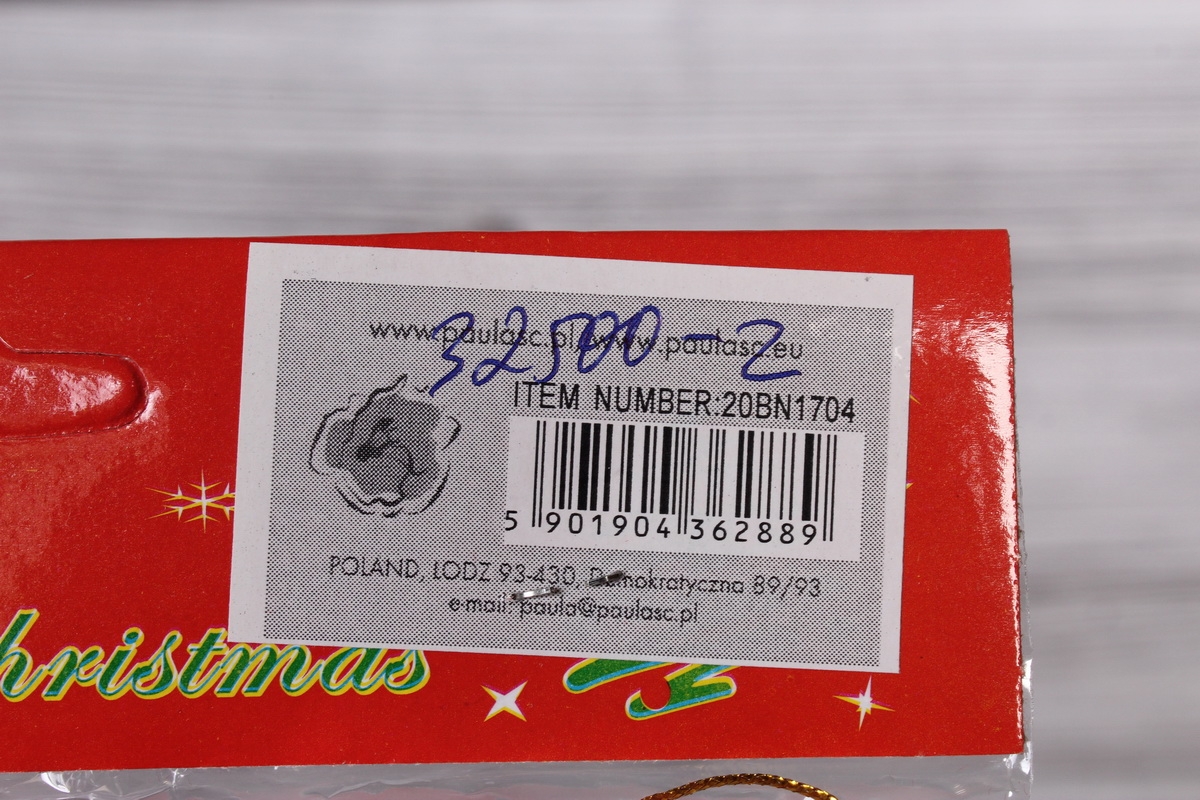 32500-2
www.paulasc.pl www.paulasc.eu
ITEM NUMBER:20BN1704
5 901904 362889
POLAND, LODZ 93-430, Demokratyczna 89/93
e-mail: paula@paulasc.pl
hristmas